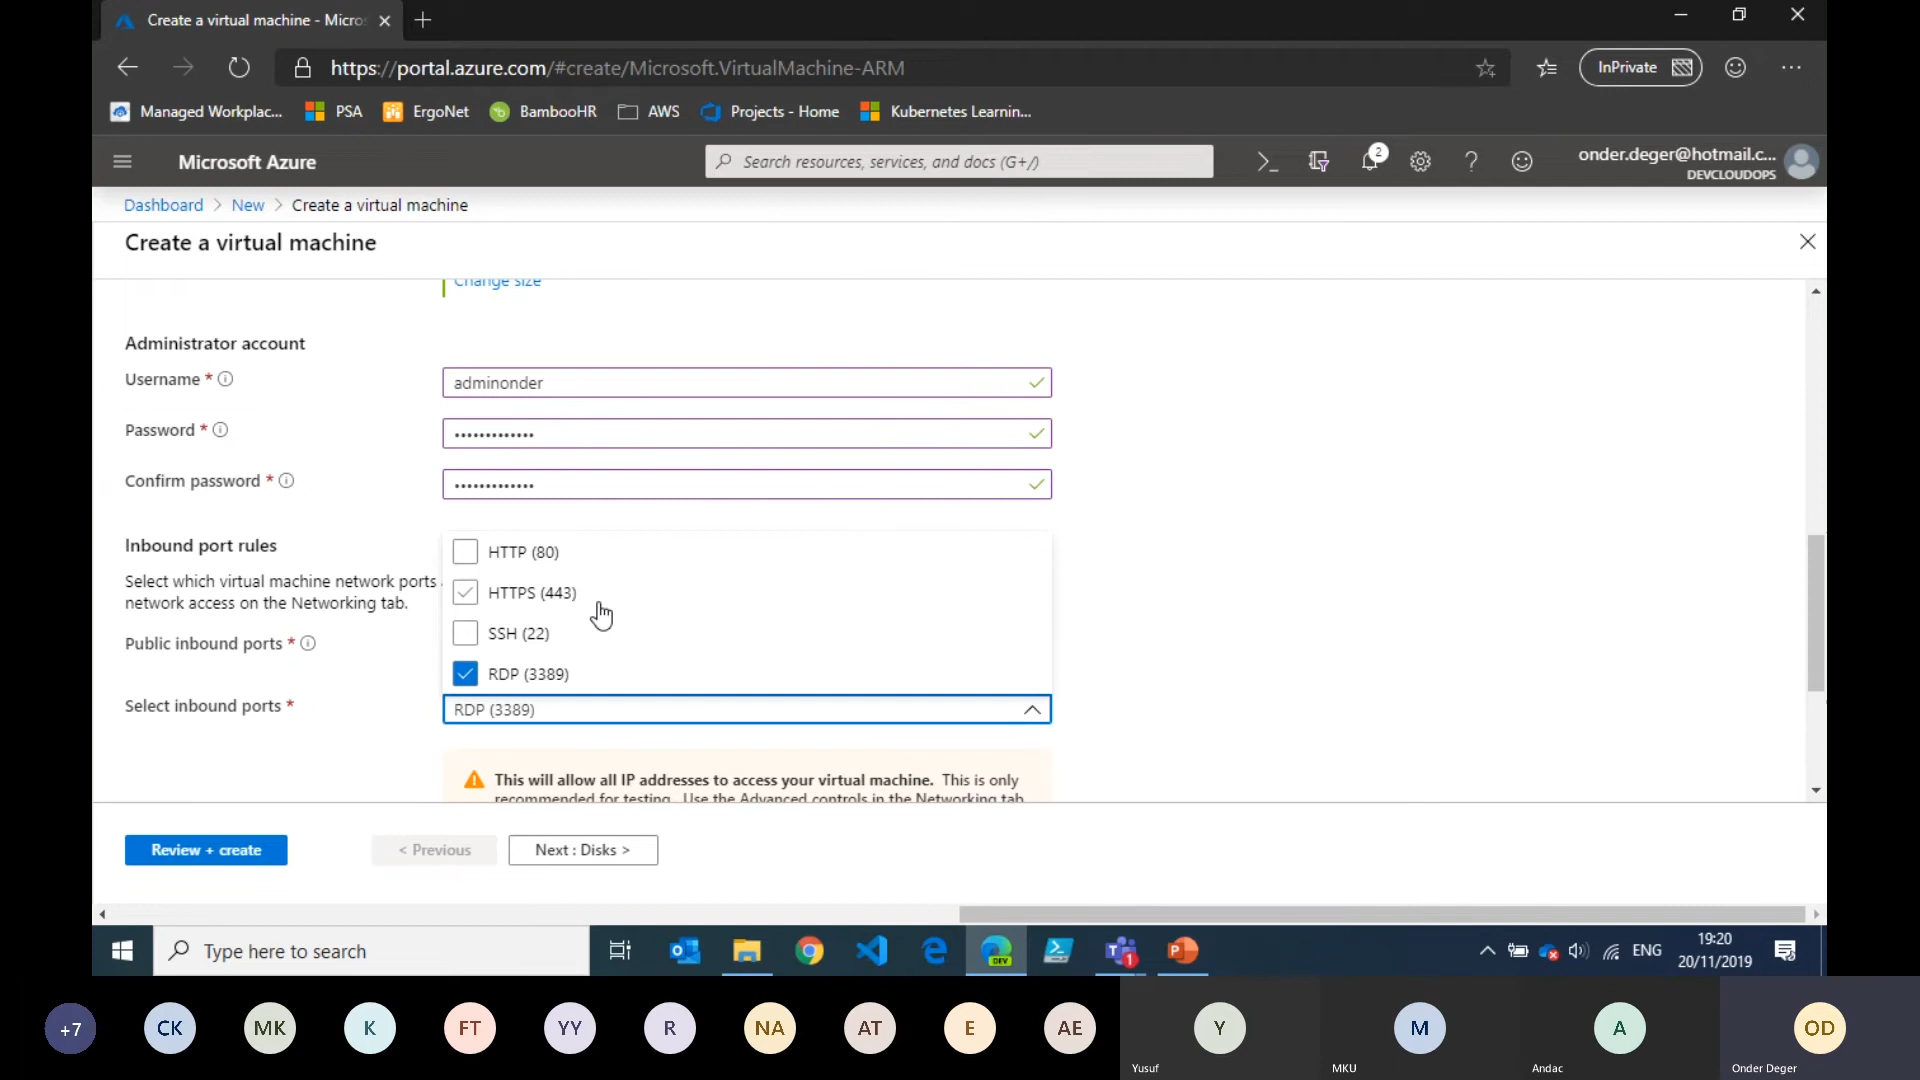 Create a virtual machine - Micro
https://portal.azure.com/#create/Microsoft.VirtualMachine-ARM
InPrivate
Managed Workplac...
PSA
ErgoNet
BambooHR
AWS
Projects - Home
Kubernetes Learnin...
Microsoft Azure
Search resources, services, and docs (G+/)
2
onder.deger@hotmail.c...
DEVCLOUDOPS
Dashboard > New > Create a virtual machine
Create a virtual machine
Change size
Administrator account
Username *
adminonder
Password *
•••••••••••••
Confirm password *
•••••••••••••
Inbound port rules
Select which virtual machine network ports
network access on the Networking tab.
Public inbound ports *
HTTP (80)
HTTPS (443)
SSH (22)
RDP (3389)
Select inbound ports *
RDP (3389)
This will allow all IP addresses to access your virtual machine. This is only
recommended for testing. Use the Advanced controls in the Networking tab
Review + create
< Previous
Next : Disks >
Type here to search
DEV
1
ENG
19:20
20/11/2019
+7
CK
MK
K
FT
YY
R
NA
AT
E
AE
Y
Yusuf
M
MKU
A
Andac
OD
Onder Deger